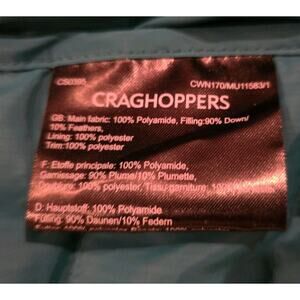 CS0395 CWN170/MU11583/1
CRAGHOPPERS
GB: Main fabric: 100% Polyamide, Filling:90% Down/
10% Feathers,
Lining: 100% polyester
Trim:100% polyester
F: Etoffe principale: 100% Polyamide,
Garnissage: 90% Plume/10% Plumette,
100% polyester, Tissu garniture, 100%
D: Hauptstoff: 100% Polyamide
Füllung: 90% Daunen/10% Federn
100% polyester